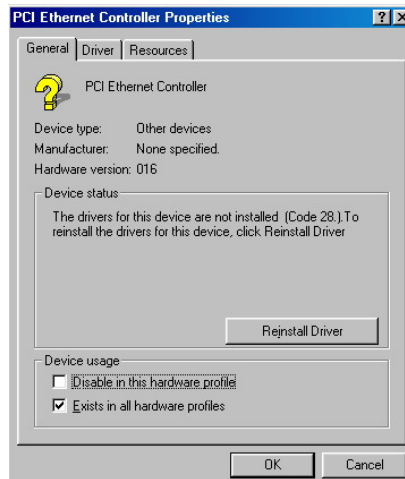 PCI Ethernet Controller Properties
General Driver Resources
PCI Ethernet Controller
Device type: Other devices
Manufacturer: None specified.
Hardware version: 016
Device status
The drivers for this device are not installed (Code 28.).To
reinstall the drivers for this device, click Reinstall Driver
Reinstall Driver
Device usage
Disable in this hardware profile
Exists in all hardware profiles
OK Cancel